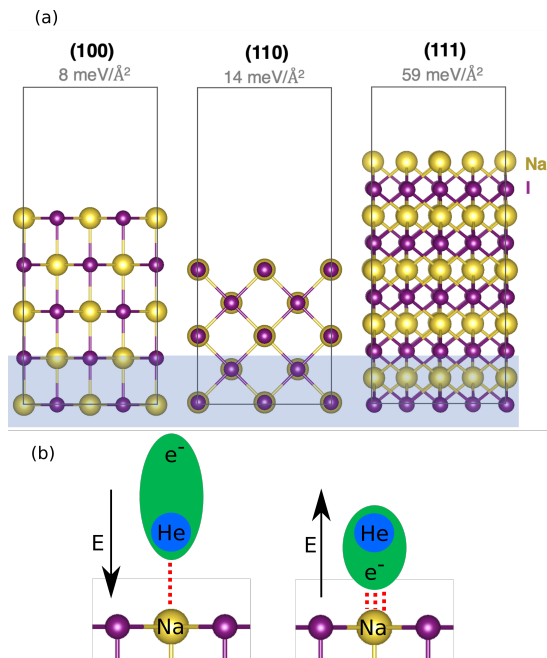 (a)
(100) (110) (111)
8 meV/Å² 14 meV/Å² 59 meV/Å²
Na
I
(b)
e⁻
He He
E E
e⁻
Na Na